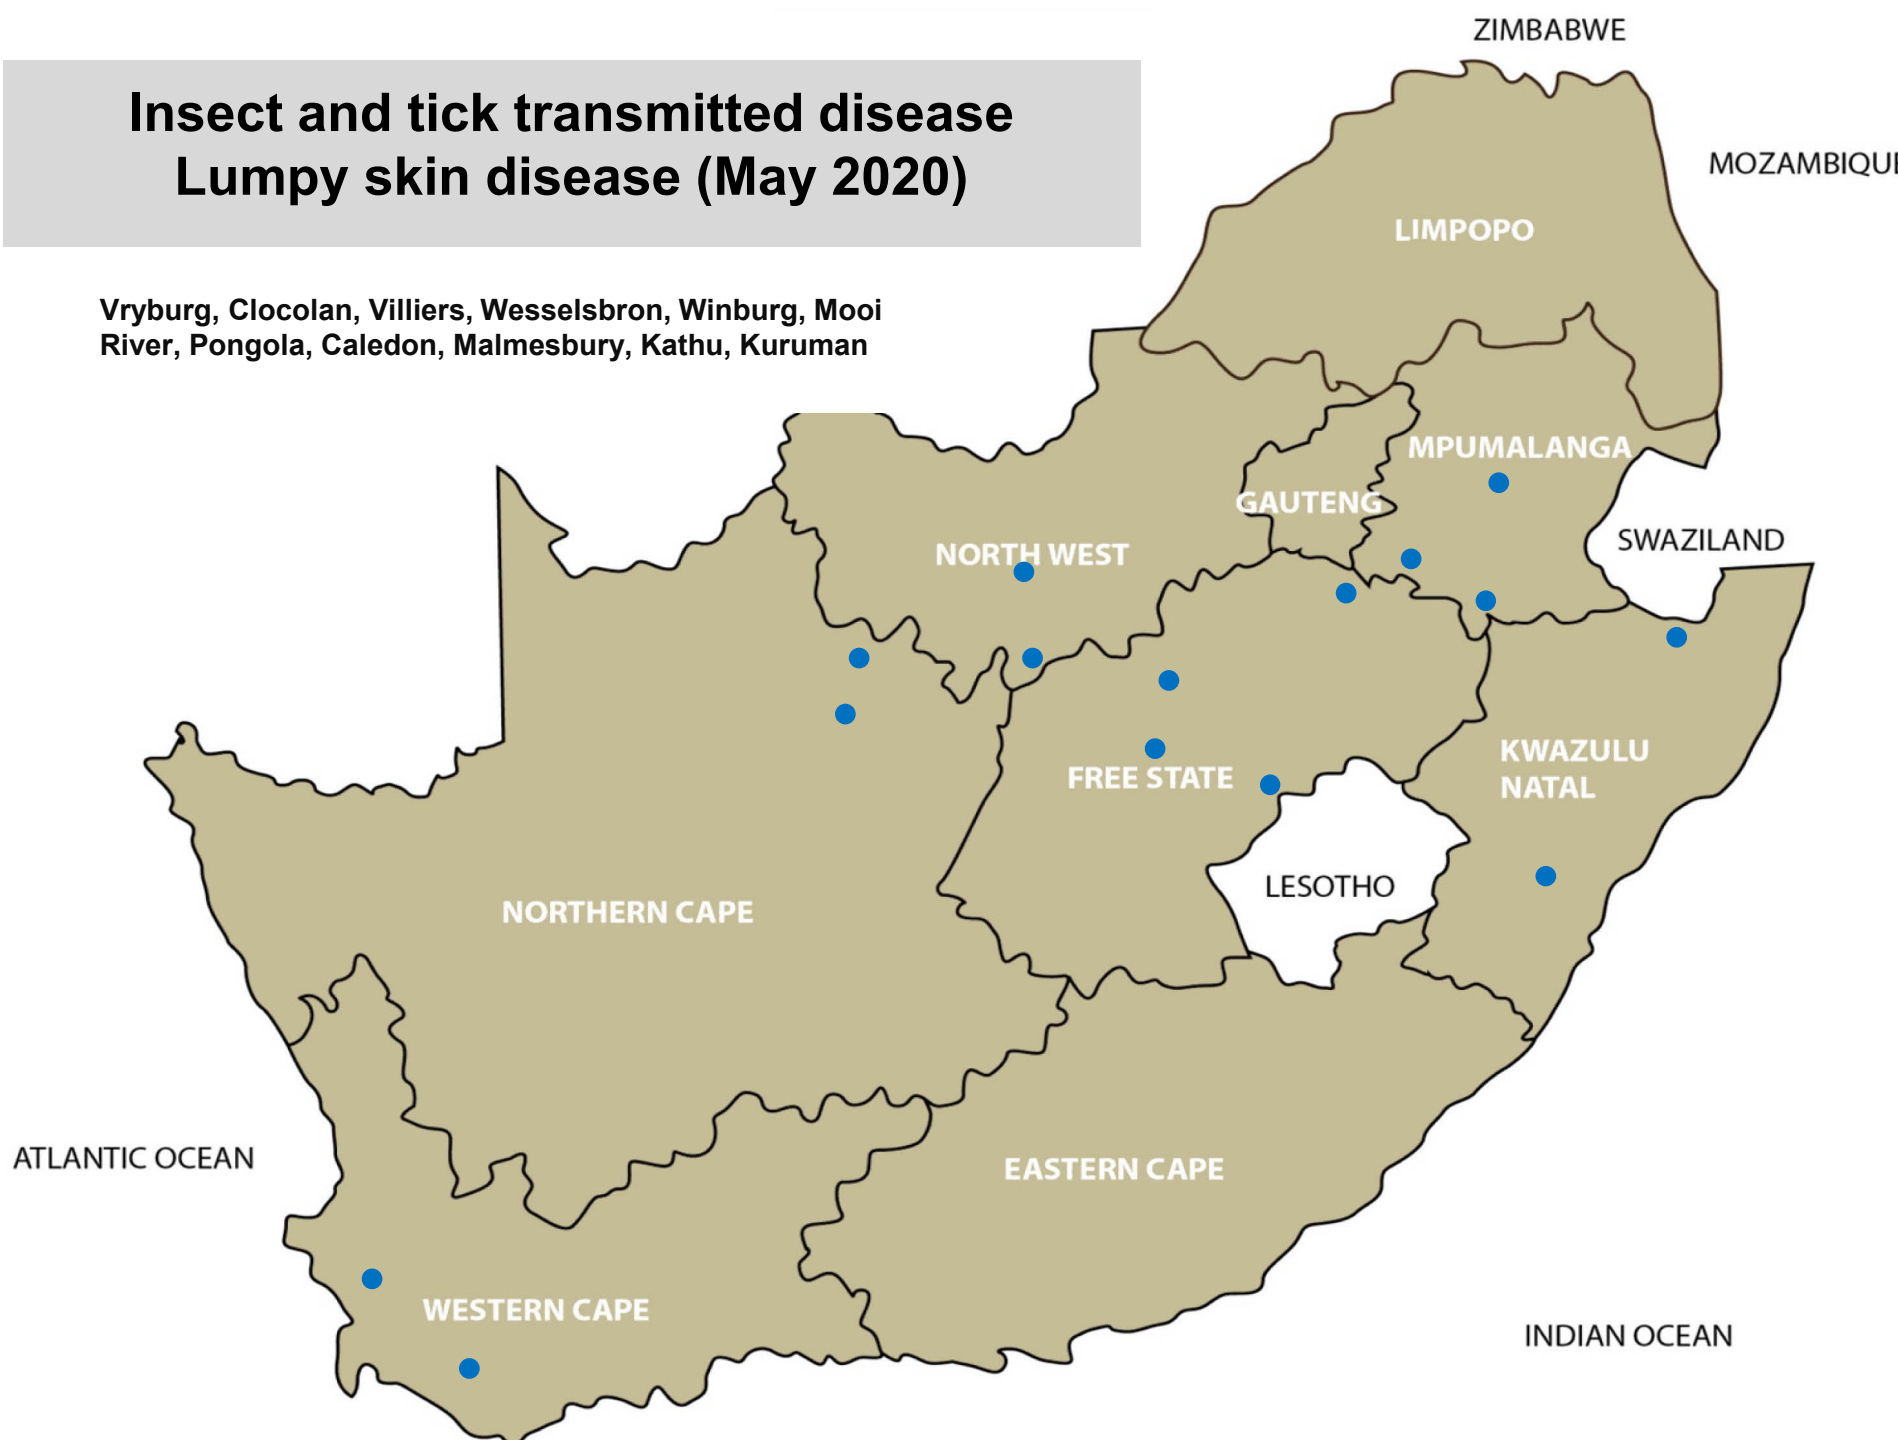 Insect and tick transmitted disease
Lumpy skin disease (May 2020)
Vryburg, Clocolan, Villiers, Wesselsbron, Winburg, Mooi
River, Pongola, Caledon, Malmesbury, Kathu, Kuruman
ZIMBABWE
MOZAMBIQUE
LIMPOPO
MPUMALANGA
GAUTENG
SWAZILAND
NORTH WEST
KWAZULU
NATAL
FREE STATE
LESOTHO
NORTHERN CAPE
ATLANTIC OCEAN
EASTERN CAPE
WESTERN CAPE
INDIAN OCEAN